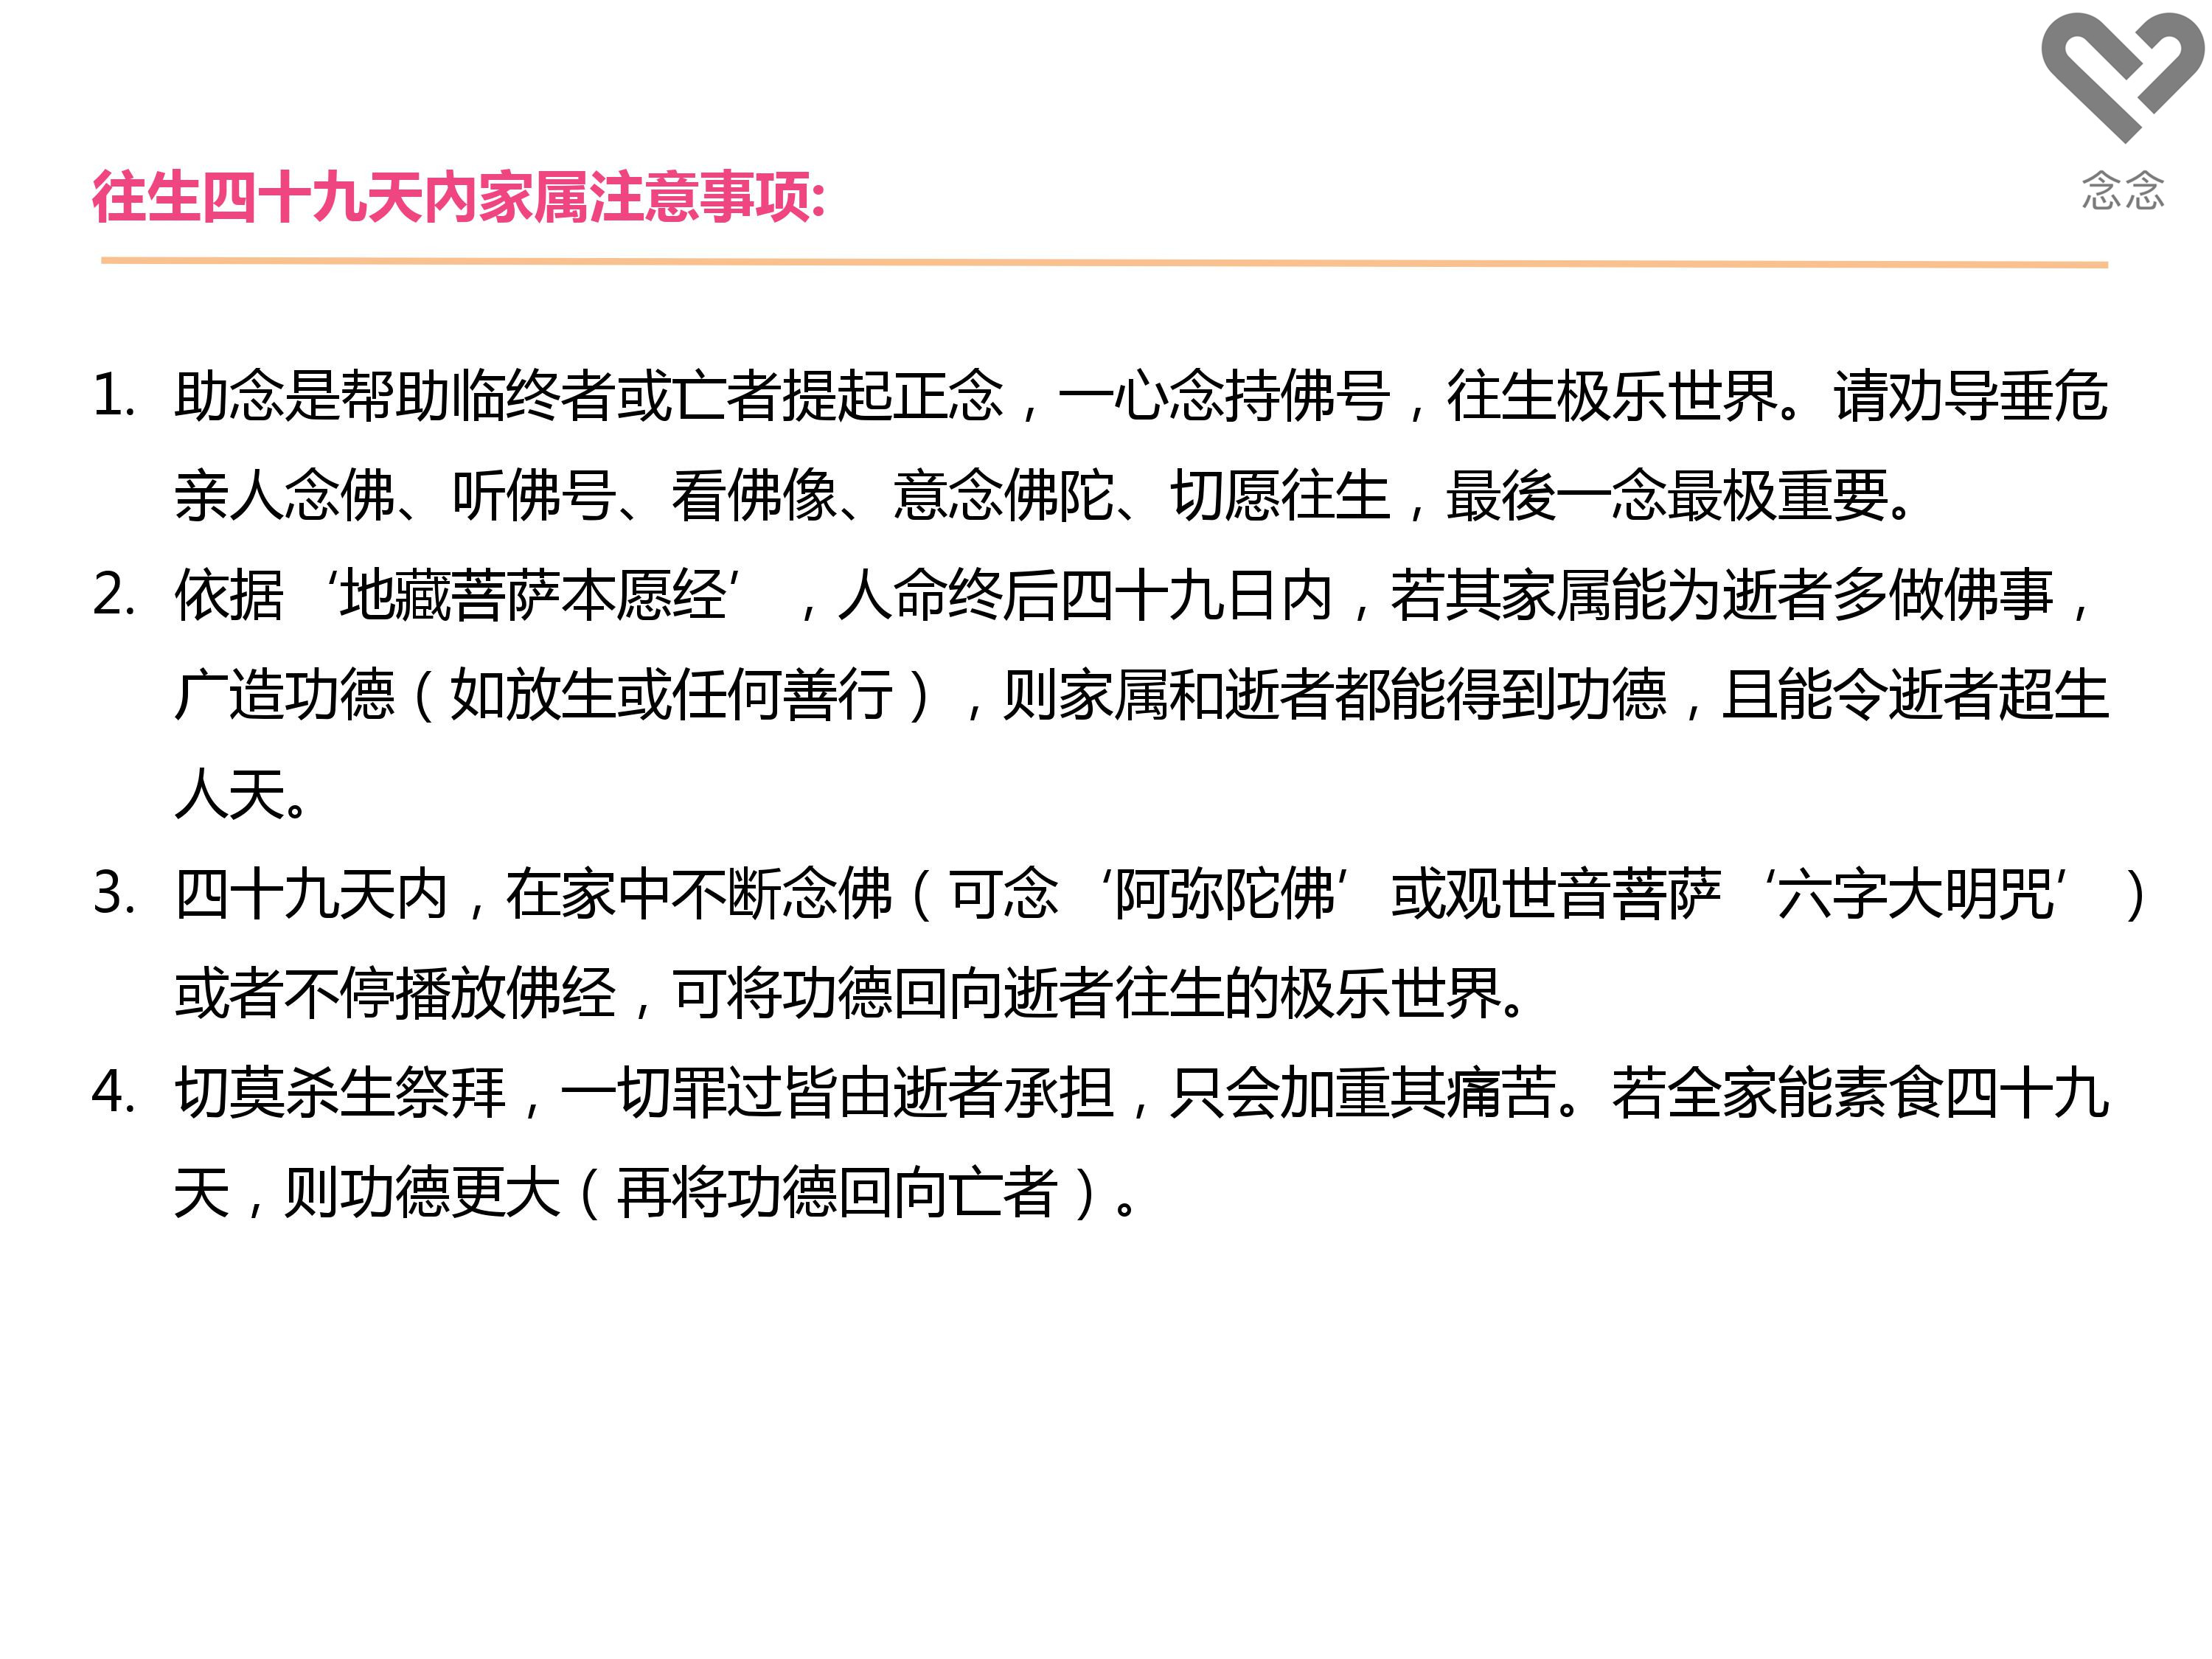 念念
往生四十九天内家属注意事项:
1. 助念是帮助临终者或亡者提起正念，一心念持佛号，往生极乐世界。请劝导垂危
亲人念佛、听佛号、看佛像、意念佛陀、切愿往生，最後一念最极重要。
2. 依据‘地藏菩萨本愿经’，人命终后四十九日内，若其家属能为逝者多做佛事，
广造功德（如放生或任何善行），则家属和逝者都能得到功德，且能令逝者超生
人天。
3. 四十九天内，在家中不断念佛（可念‘阿弥陀佛’或观世音菩萨‘六字大明咒’）
或者不停播放佛经，可将功德回向逝者往生的极乐世界。
4. 切莫杀生祭拜，一切罪过皆由逝者承担，只会加重其痛苦。若全家能素食四十九
天，则功德更大（再将功德回向亡者）。